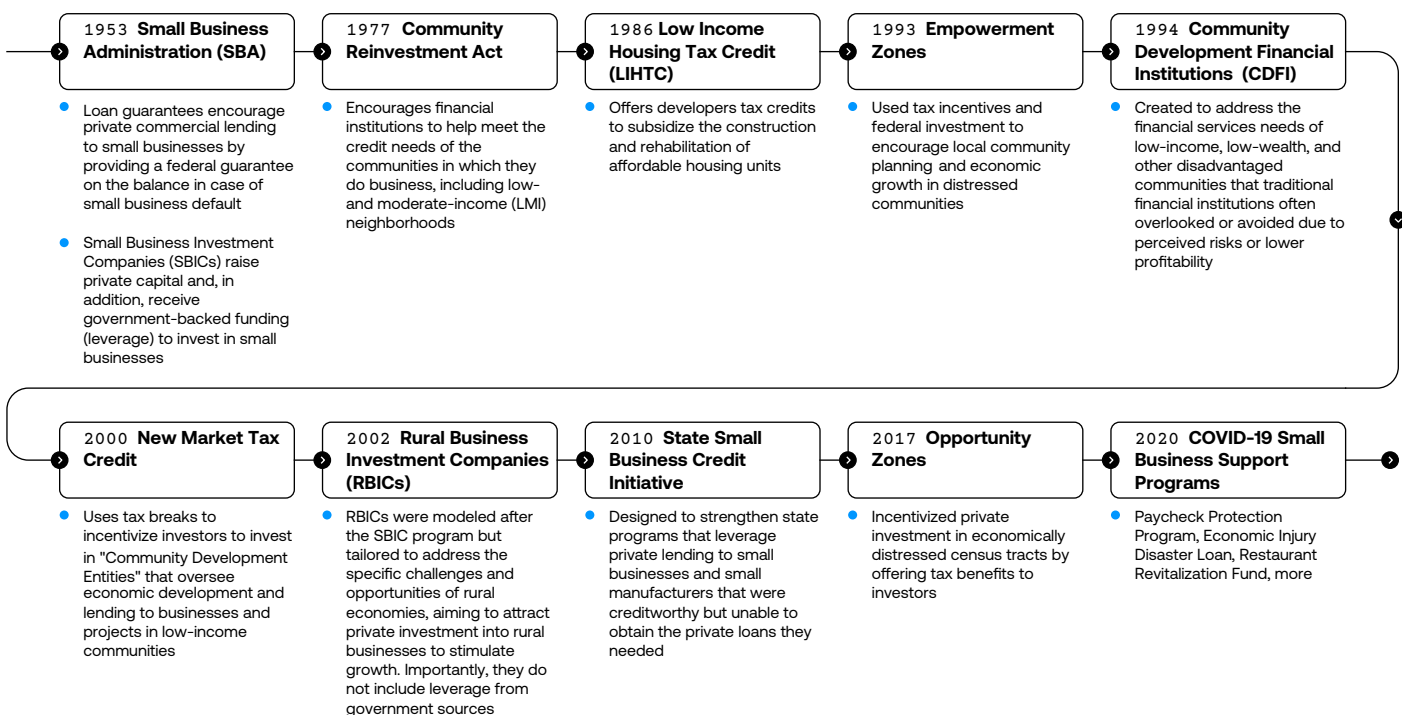 1953 Small Business
Administration (SBA)
Loan guarantees encourage
private commercial lending
to small businesses by
providing a federal guarantee
on the balance in case of
small business default
Small Business Investment
Companies (SBICs) raise
private capital and, in
addition, receive
government-backed funding
(leverage) to invest in small
businesses
1977 Community
Reinvestment Act
Encourages financial
institutions to help meet the
credit needs of the
communities in which they
do business, including low-
and moderate-income (LMI)
neighborhoods
1986 Low Income
Housing Tax Credit
(LIHTC)
Offers developers tax credits
to subsidize the construction
and rehabilitation of
affordable housing units
1993 Empowerment
Zones
Used tax incentives and
federal investment to
encourage local community
planning and economic
growth in distressed
communities
1994 Community
Development Financial
Institutions (CDFI)
Created to address the
financial services needs of
low-income, low-wealth, and
other disadvantaged
communities that traditional
financial institutions often
overlooked or avoided due to
perceived risks or lower
profitability
2000 New Market Tax
Credit
Uses tax breaks to
incentivize investors to invest
in "Community Development
Entities" that oversee
economic development and
lending to businesses and
projects in low-income
communities
2002 Rural Business
Investment Companies
(RBICs)
RBICs were modeled after
the SBIC program but
tailored to address the
specific challenges and
opportunities of rural
economies, aiming to attract
private investment into rural
businesses to stimulate
growth. Importantly, they do
not include leverage from
government sources
2010 State Small
Business Credit
Initiative
Designed to strengthen state
programs that leverage
private lending to small
businesses and small
manufacturers that were
creditworthy but unable to
obtain the private loans they
needed
2017 Opportunity
Zones
Incentivized private
investment in economically
distressed census tracts by
offering tax benefits to
investors
2020 COVID-19 Small
Business Support
Programs
Paycheck Protection
Program, Economic Injury
Disaster Loan, Restaurant
Revitalization Fund, more